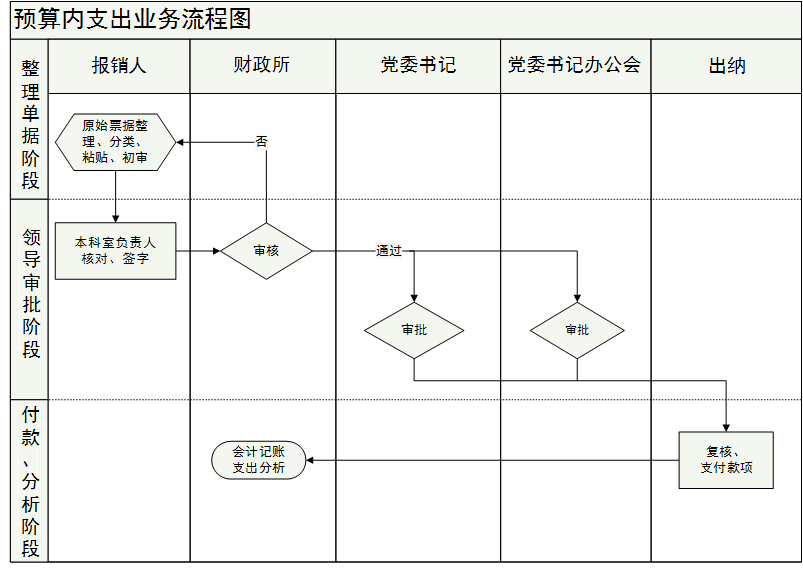 预算内支出业务流程图
报销人
财政所
党委书记
党委书记办公会
出纳
整理单据阶段
原始票据整
理、分类、
粘贴、初审
否
领导审批阶段
本科室负责人
核对、签字
审核
通过
审批
审批
付款、分析阶段
会计记账
支出分析
复核、
支付款项